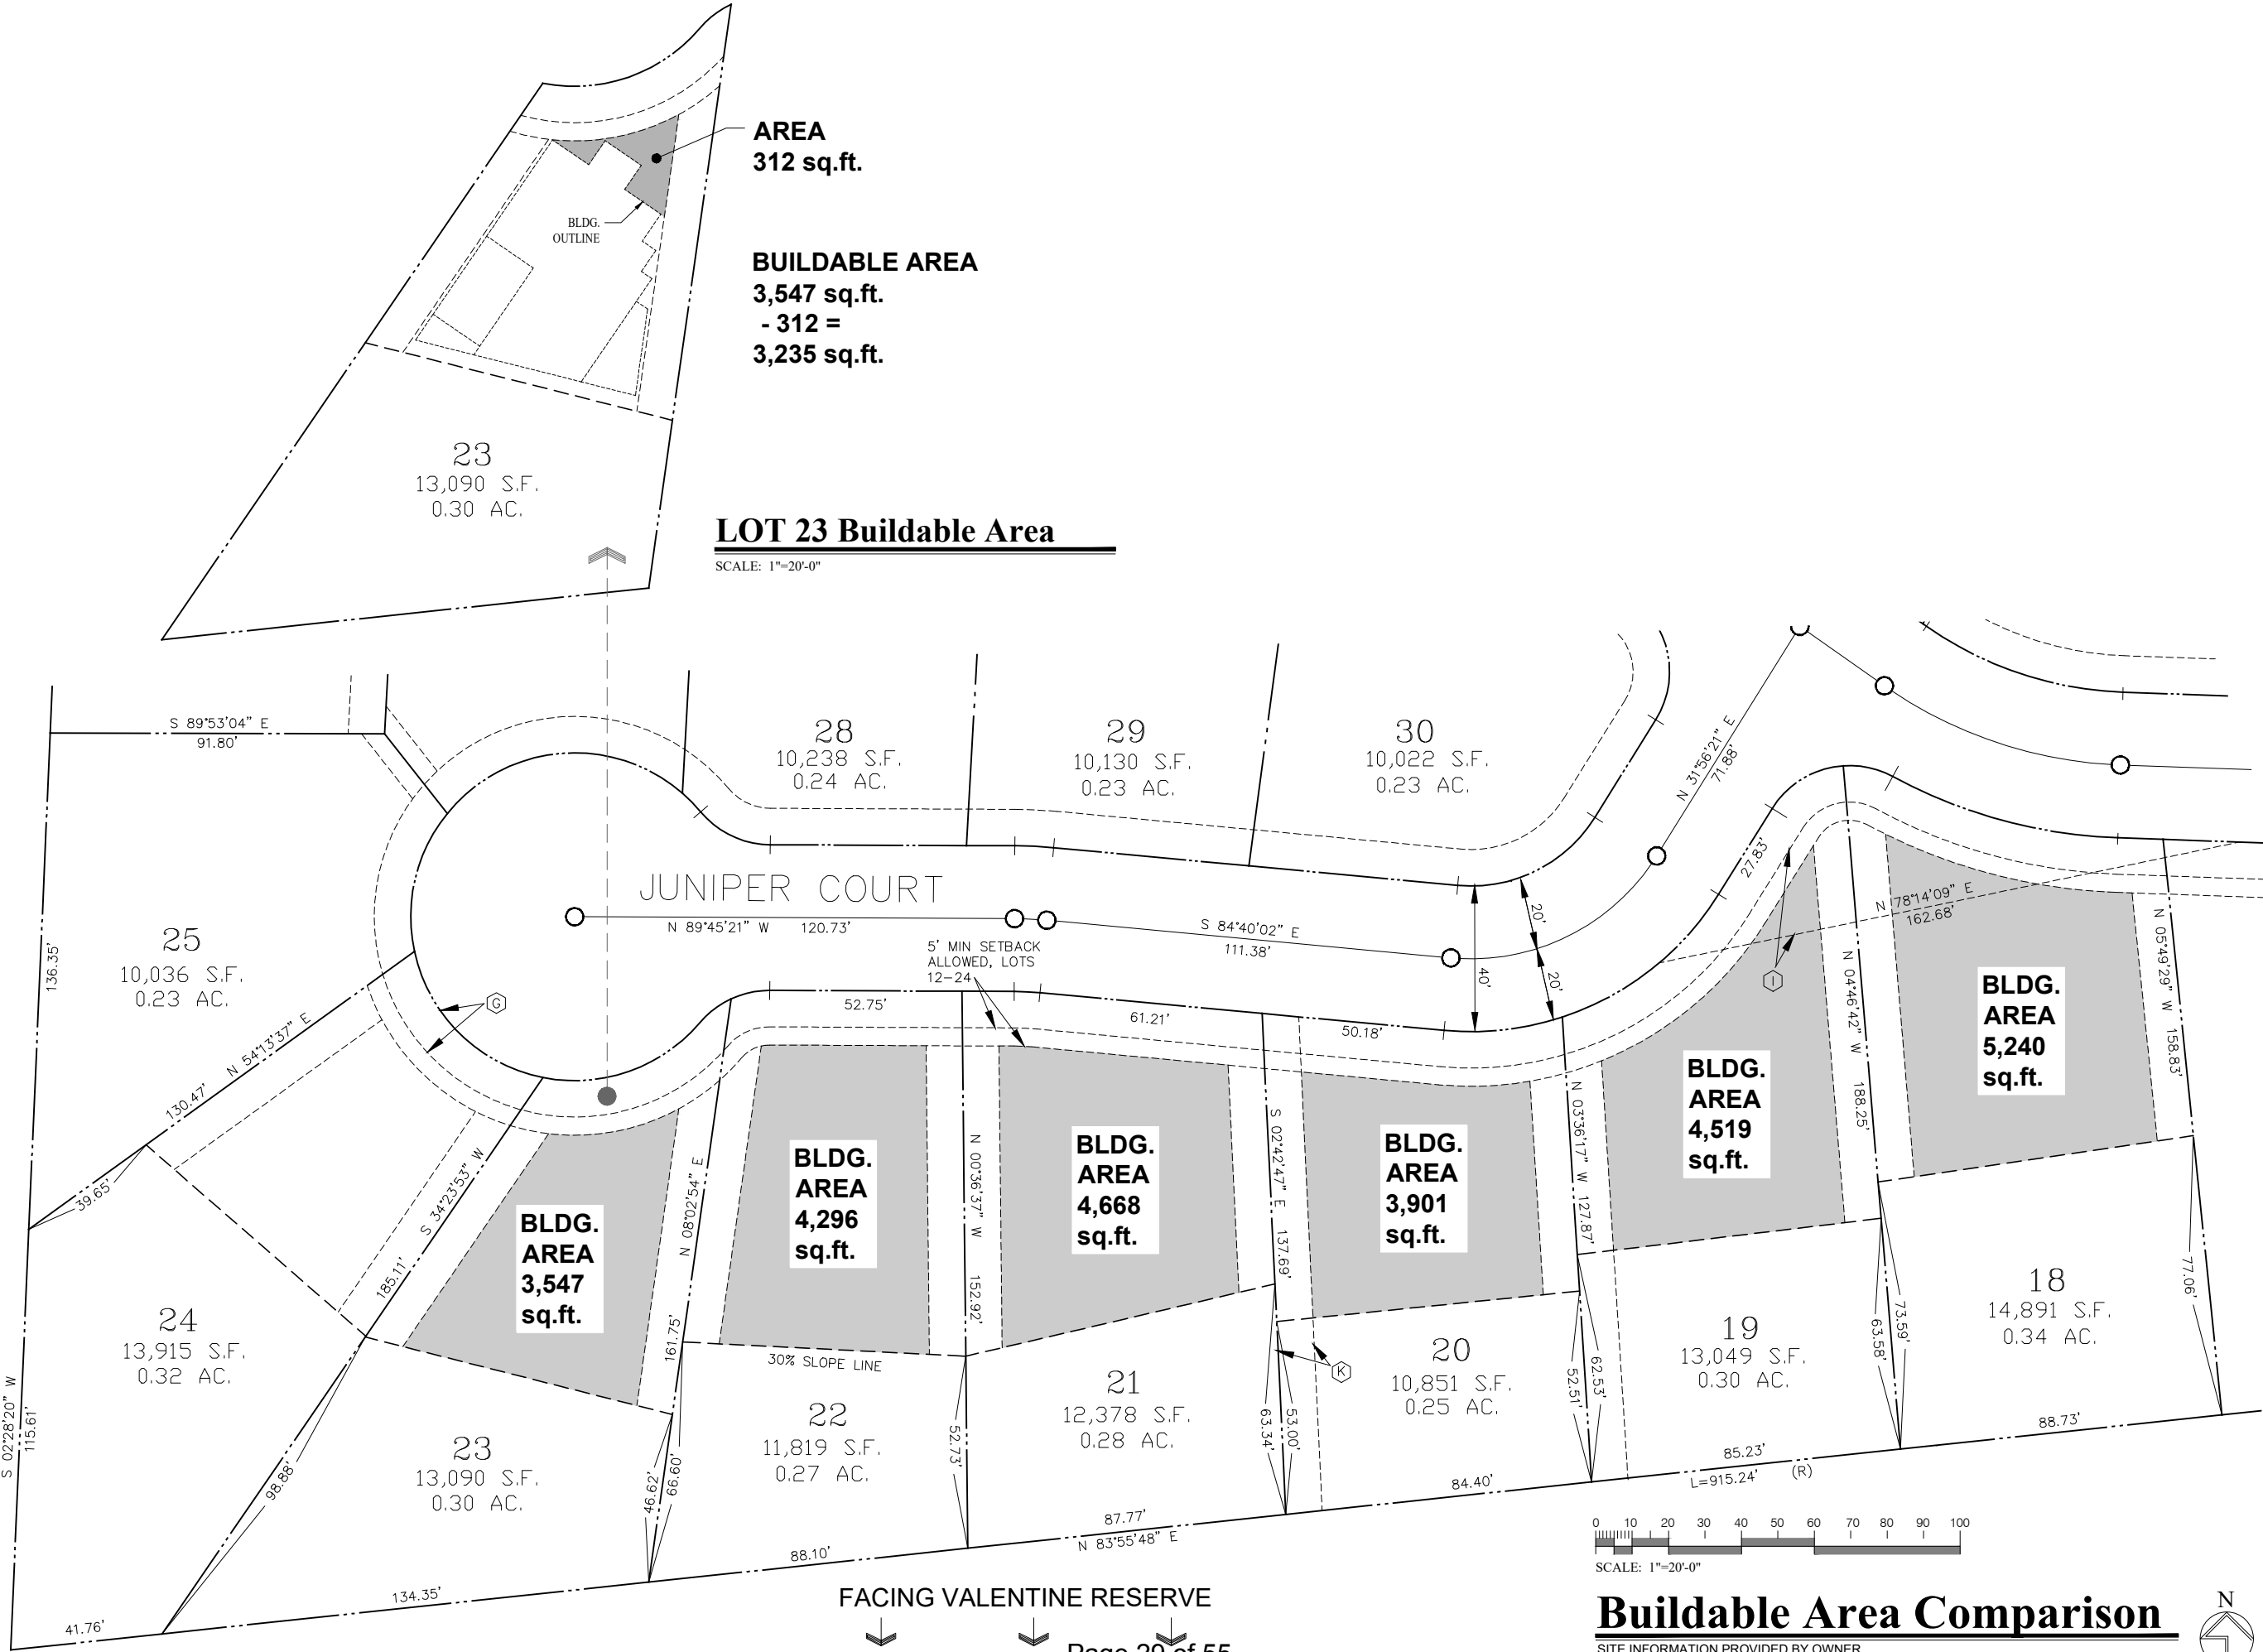 AREA
312 sq.ft.
BLDG.
OUTLINE
BUILDABLE AREA
3,547 sq.ft.
- 312 =
3,235 sq.ft.
23
13,090 S.F.
0.30 AC.
LOT 23 Buildable Area
SCALE: 1"=20'-0"
S 89°53'04" E
91.80'
28
10,238 S.F.
0.24 AC.
29
10,130 S.F.
0.23 AC.
30
10,022 S.F.
0.23 AC.
N 31°56'21" E
71.88'
JUNIPER COURT
N 89°45'21" W 120.73'
S 84°40'02" E
111.38'
5' MIN SETBACK
ALLOWED, LOTS
12-24
20'
40'
20'
27.83'
N 78°14'09" E
162.68'
I
25
10,036 S.F.
0.23 AC.
136.35'
G
N 54°13'37" E
130.47'
39.65'
52.75'
61.21'
50.18'
N 04°46'42" W 188.25'
N 05°49'29" W 158.83'
BLDG.
AREA
5,240
sq.ft.
BLDG.
AREA
4,519
sq.ft.
BLDG.
AREA
3,901
sq.ft.
BLDG.
AREA
4,668
sq.ft.
BLDG.
AREA
4,296
sq.ft.
BLDG.
AREA
3,547
sq.ft.
S 34°23'53" W
185.11'
N 08°02'54" E
161.75'
N 00°36'37" W 152.92'
S 02°42'47" E 137.69'
N 03°36'17" W 127.87'
30% SLOPE LINE
K
24
13,915 S.F.
0.32 AC.
23
13,090 S.F.
0.30 AC.
22
11,819 S.F.
0.27 AC.
21
12,378 S.F.
0.28 AC.
20
10,851 S.F.
0.25 AC.
19
13,049 S.F.
0.30 AC.
18
14,891 S.F.
0.34 AC.
S 02°28'20" W
115.61'
98.88'
46.62'
66.60'
52.73'
63.34'
53.00'
52.51'
62.53'
63.58'
73.59'
77.06'
41.76'
134.35'
88.10'
87.77'
N 83°55'48" E
84.40'
85.23'
L=915.24' (R)
88.73'
0 10 20 30 40 50 60 70 80 90 100
SCALE: 1"=20'-0"
FACING VALENTINE RESERVE
Page 29 of 55
Buildable Area Comparison
SITE INFORMATION PROVIDED BY OWNER
N